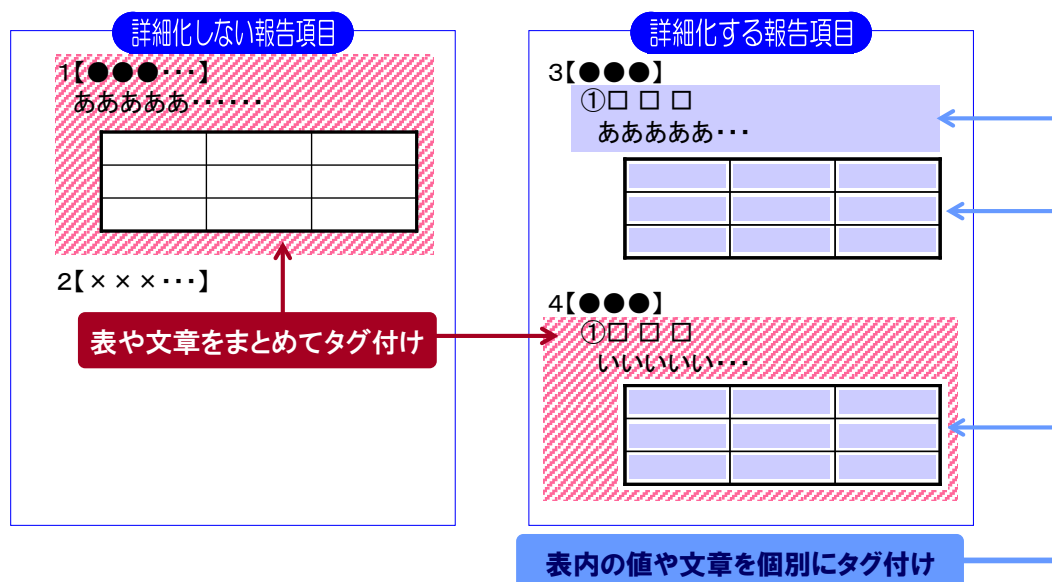 詳細化しない報告項目
1【●●●･･･】
あああああ･･････
2【×××･･･】
表や文章をまとめてタグ付け
詳細化する報告項目
3【●●●】
①□ □ □
あああああ･･･
4【●●●】
①□ □ □
いいいいい･･･
表内の値や文章を個別にタグ付け